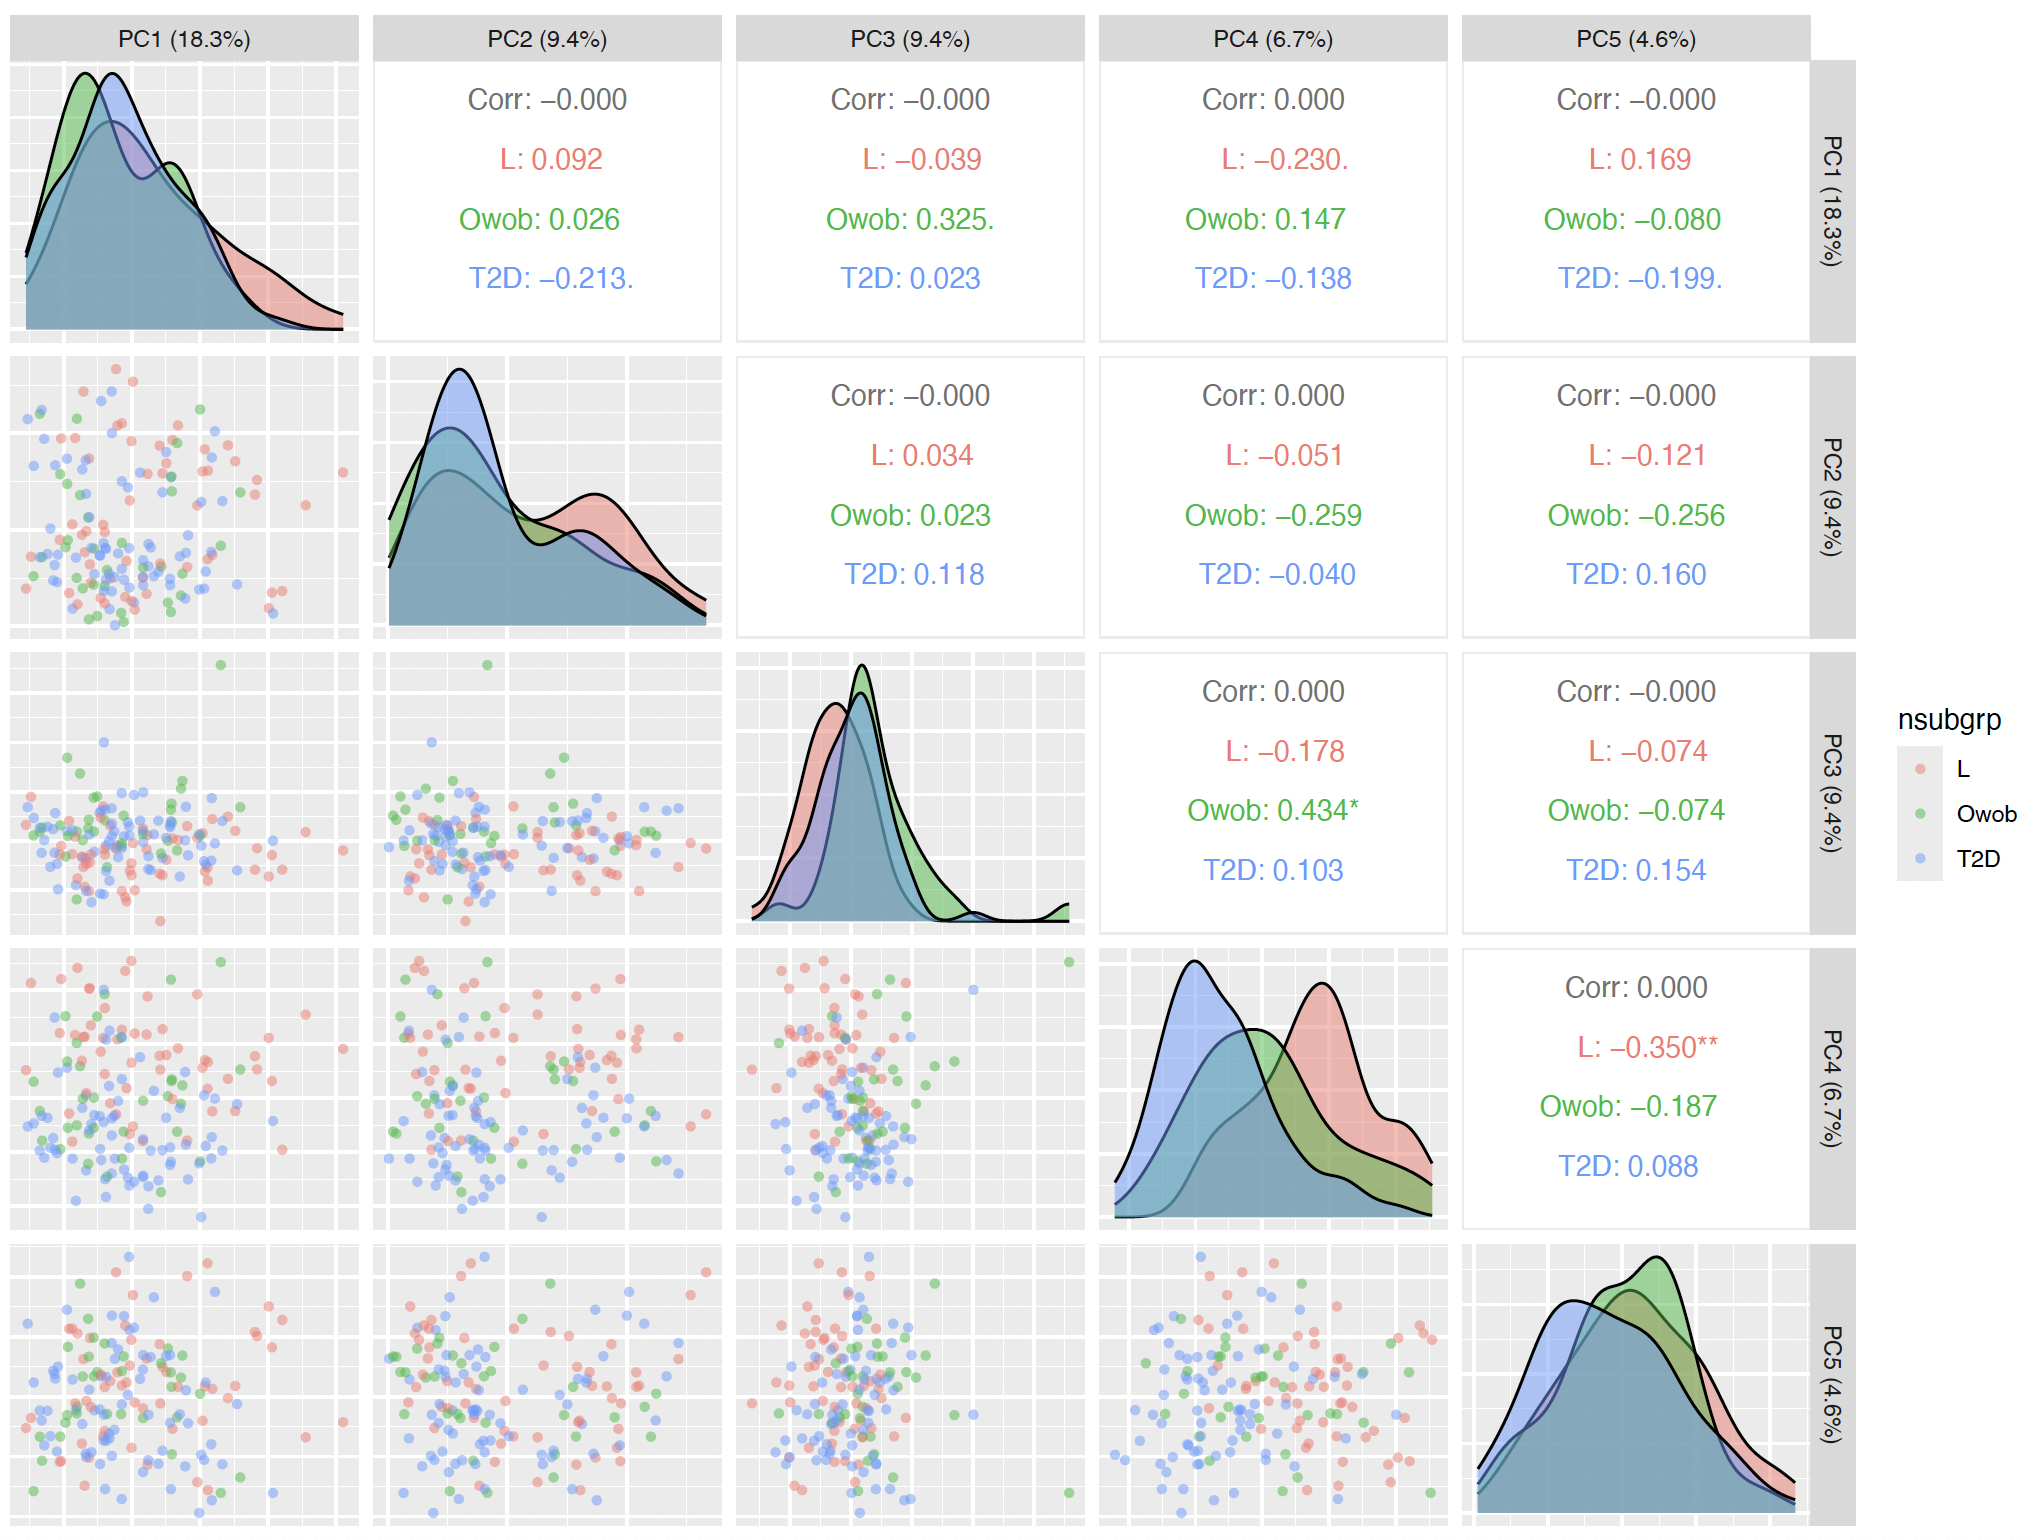 PC1 (18.3%)
PC2 (9.4%)
PC3 (9.4%)
PC4 (6.7%)
PC5 (4.6%)
Corr: −0.000
L: 0.092
Owob: 0.026
T2D: −0.213.
Corr: −0.000
L: −0.039
Owob: 0.325.
T2D: 0.023
Corr: 0.000
L: −0.230.
Owob: 0.147
T2D: −0.138
Corr: −0.000
L: 0.169
Owob: −0.080
T2D: −0.199.
PC1 (18.3%)
Corr: −0.000
L: 0.034
Owob: 0.023
T2D: 0.118
Corr: 0.000
L: −0.051
Owob: −0.259
T2D: −0.040
Corr: −0.000
L: −0.121
Owob: −0.256
T2D: 0.160
PC2 (9.4%)
Corr: 0.000
L: −0.178
Owob: 0.434*
T2D: 0.103
Corr: −0.000
L: −0.074
Owob: −0.074
T2D: 0.154
PC3 (9.4%)
Corr: 0.000
L: −0.350**
Owob: −0.187
T2D: 0.088
PC4 (6.7%)
PC5 (4.6%)
nsubgrp
L
Owob
T2D